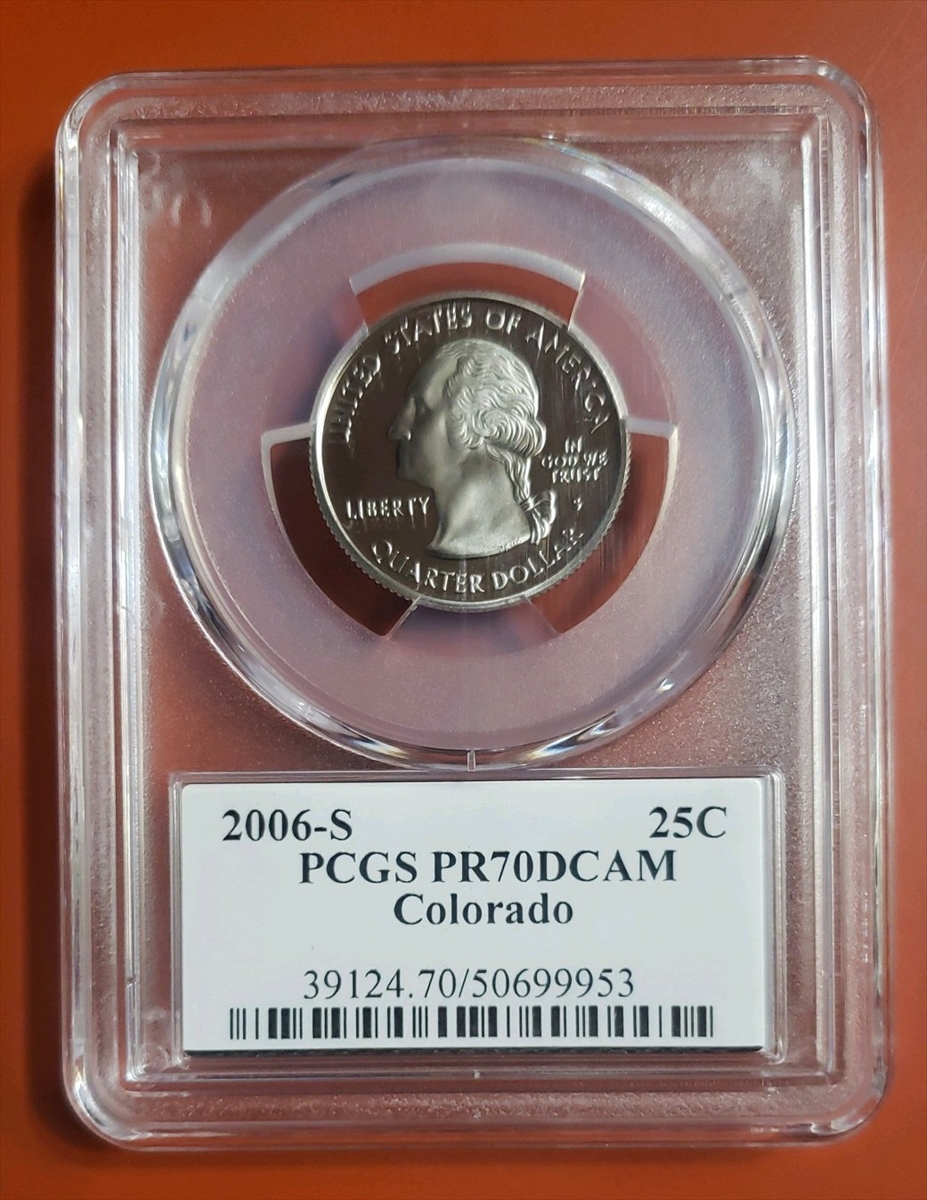 UNITED STATES OF AMERICA
IN
GOD WE
TRUST
LIBERTY
S
QUARTER DOLLAR
2006-S 25C
PCGS PR70DCAM
Colorado
39124.70/50699953